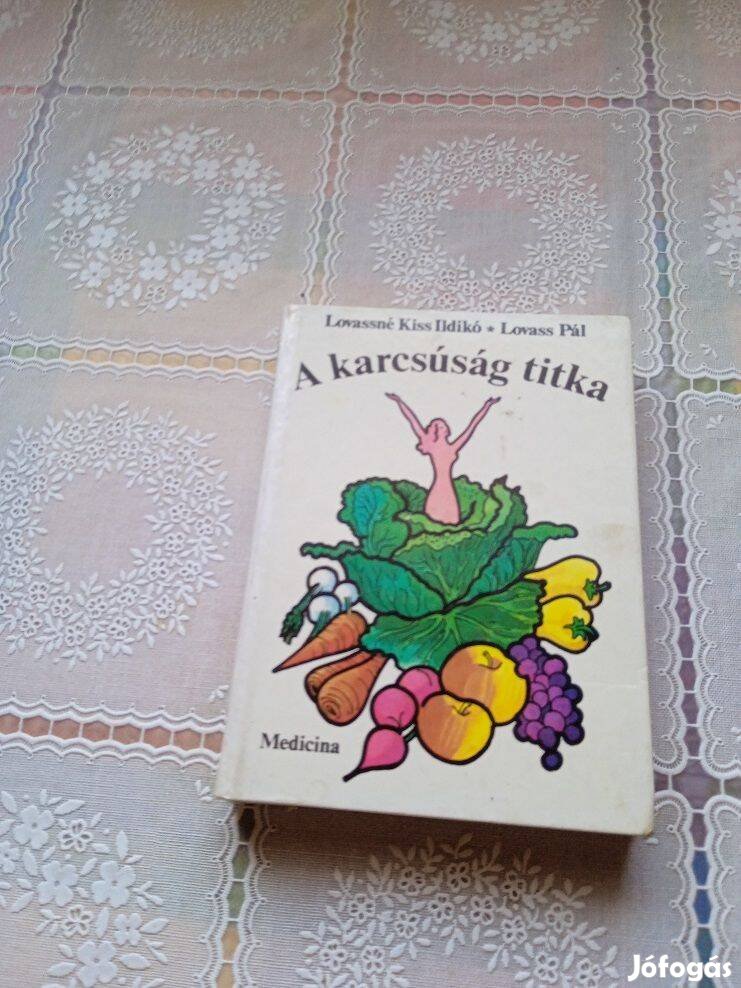 Lovassné Kiss Ildikó * Lovass Pál
A karcsúság titka
Medicina
Jófogás